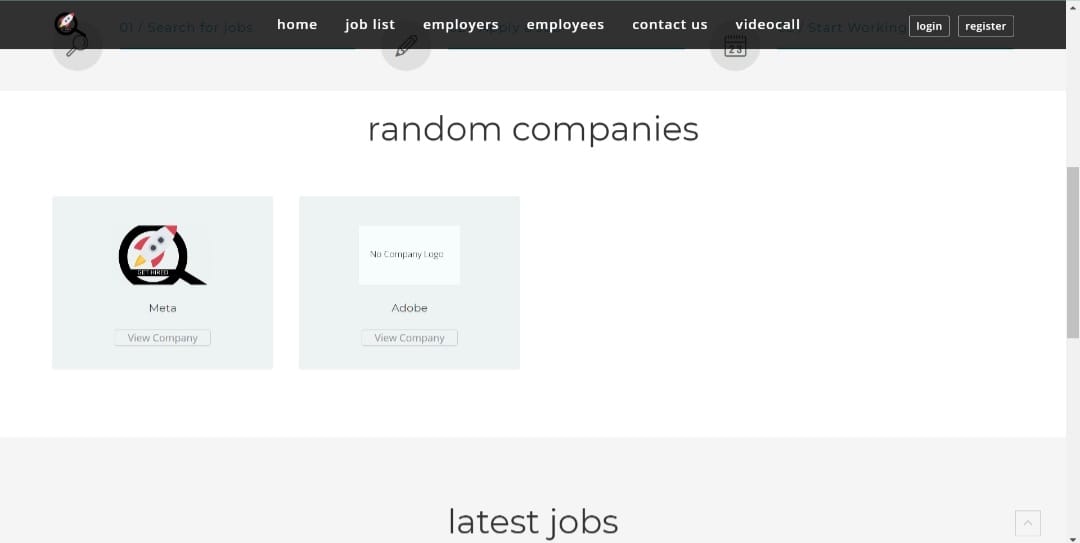 home job list employers employees contact us videocall login register
01 / Search for jobs
Start Working
random companies
GET HIRED
No Company Logo
Meta
Adobe
View Company
View Company
latest jobs